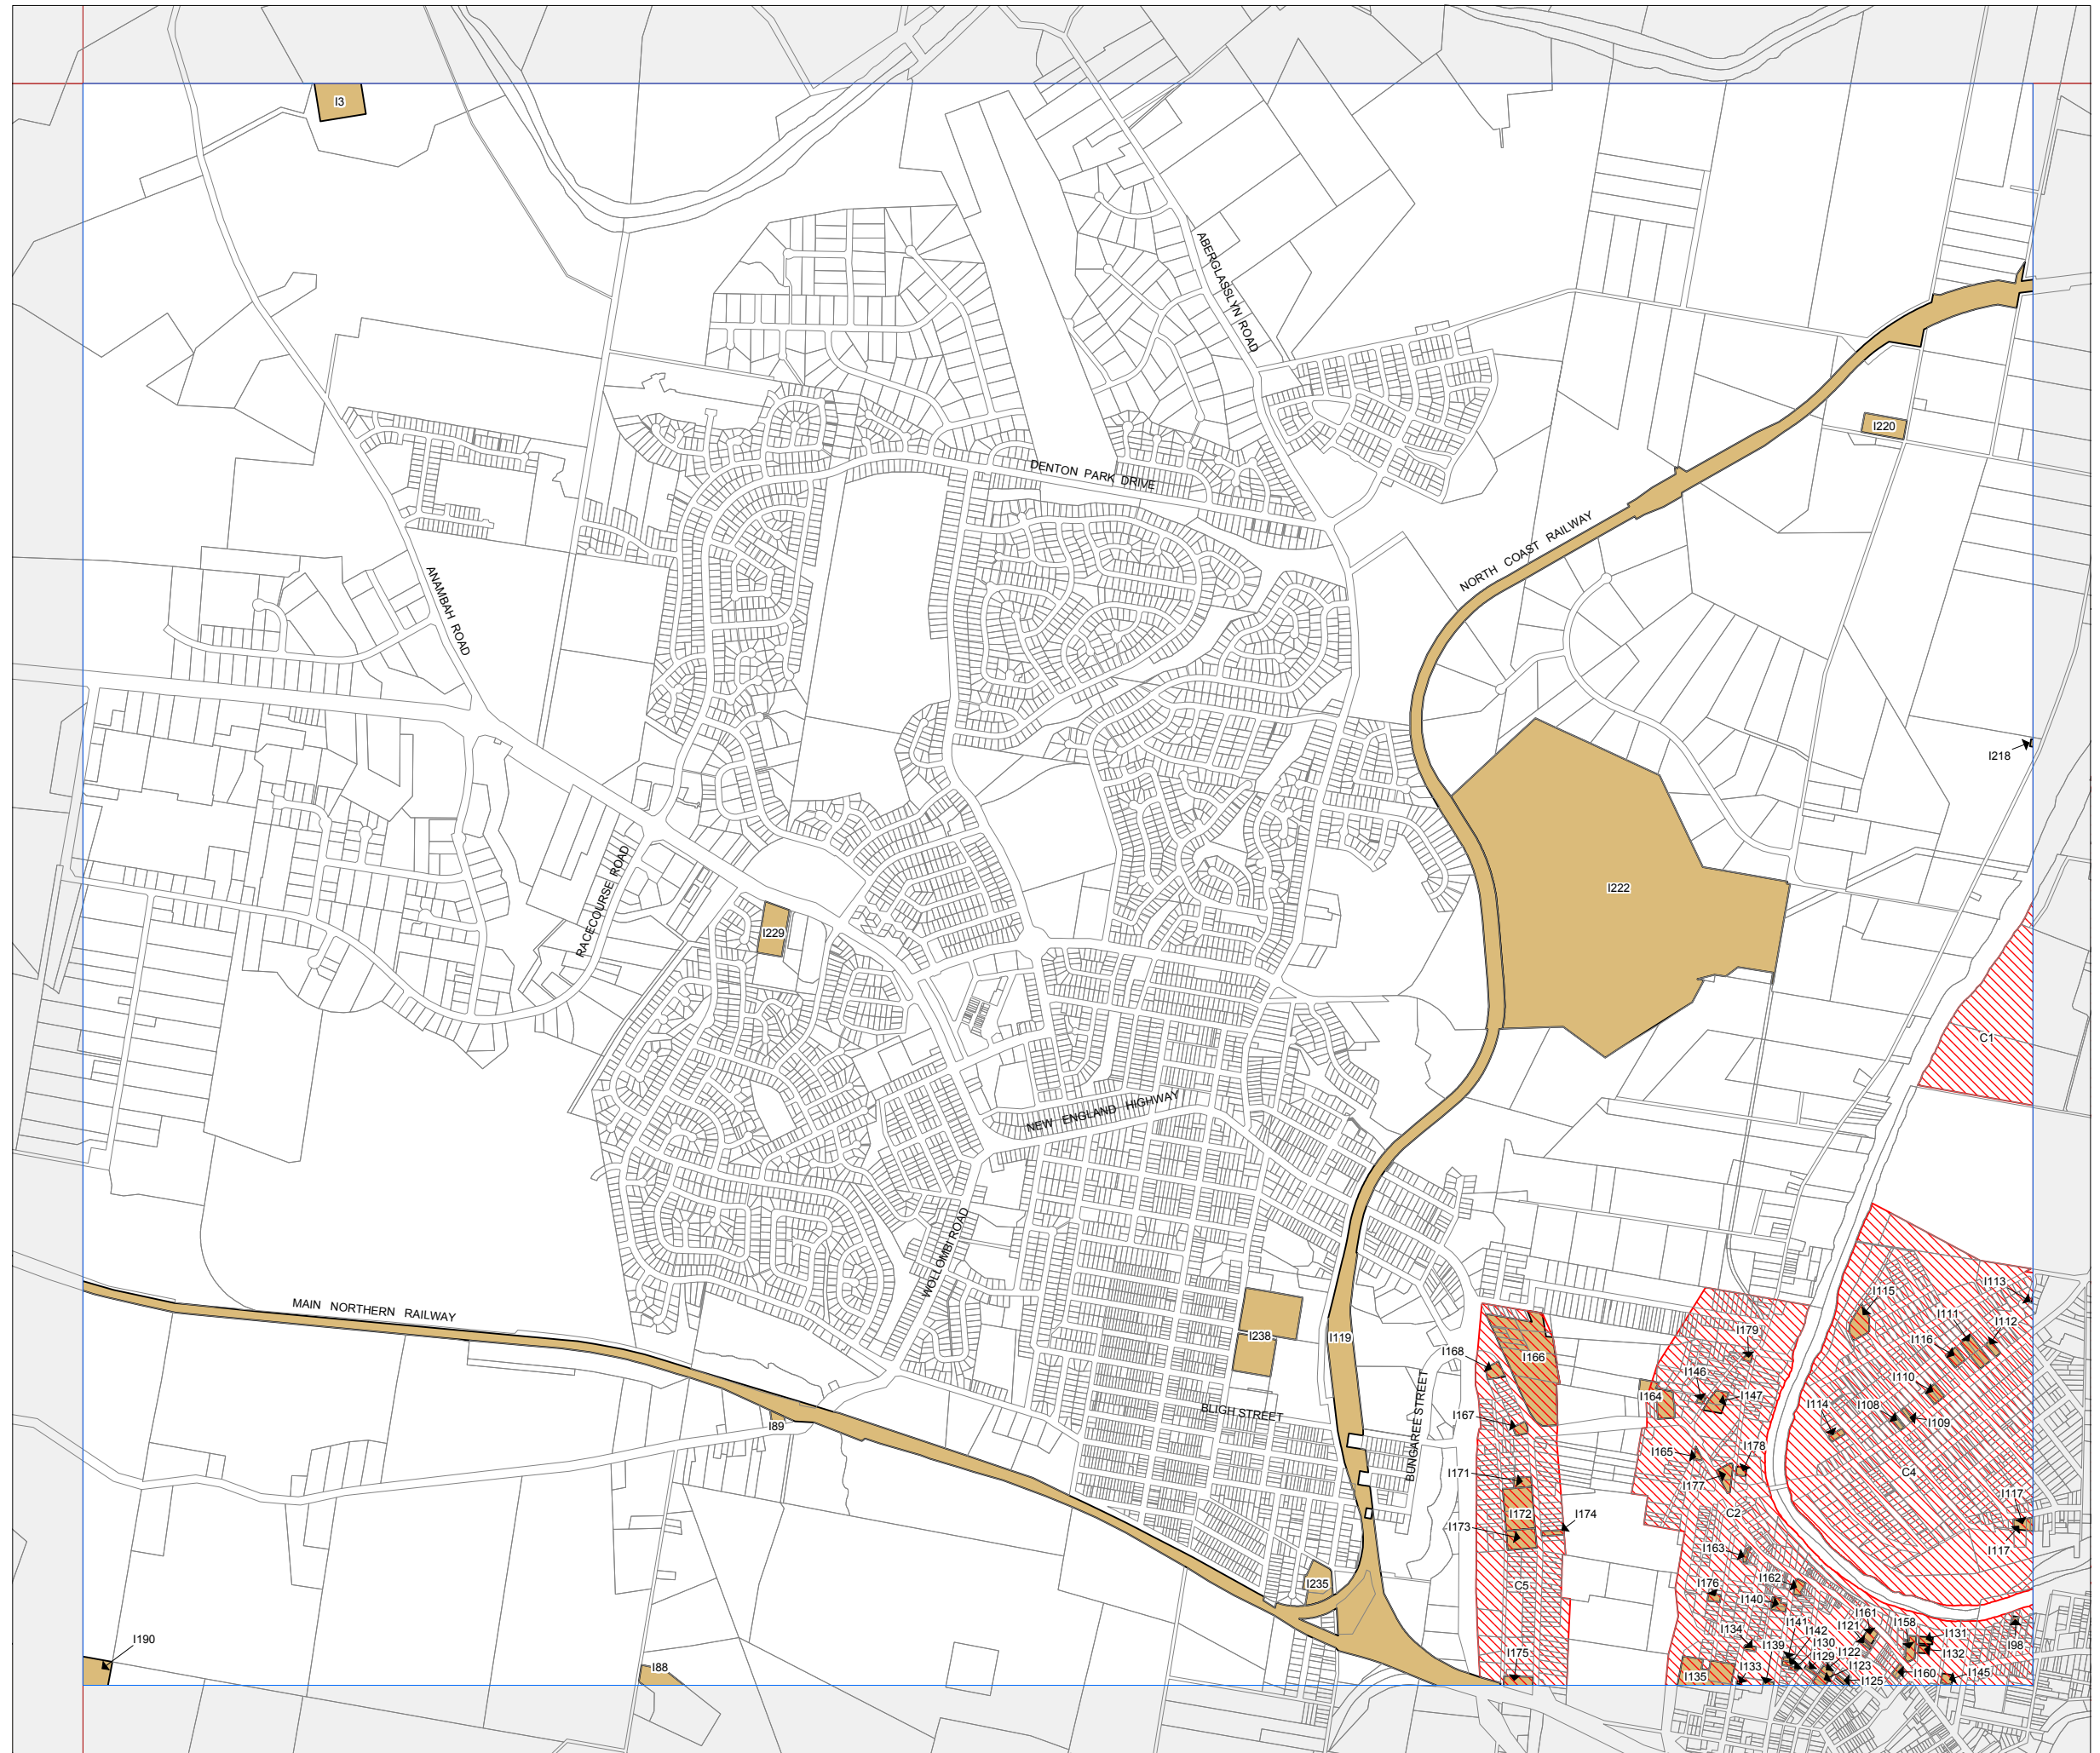 I3
ABERGLASSLYN ROAD
I220
DENTON PARK DRIVE
NORTH COAST RAILWAY
ANAMBAH ROAD
I218
I222
RACECOURSE ROAD
I229
C1
NEW ENGLAND HIGHWAY
WOLLOMBI ROAD
MAIN NORTHERN RAILWAY
I113
I115
I111
I112
I116
I179
I238
I119
I168
I166
I146
I147
I110
I164
I114
I108
I109
BLIGH STREET
BUNGAREE STREET
I167
I89
I165
I178
I171
I177
C4
I117
I172
I174
I173
C2
I117
I163
I235
C5
I176
I162
I140
I161
I158
I141
I121
I134
I142
I131
I139
I130
I98
I190
I122
I132
I129
I175
I88
I135
I133
I123
I160
I145
I125